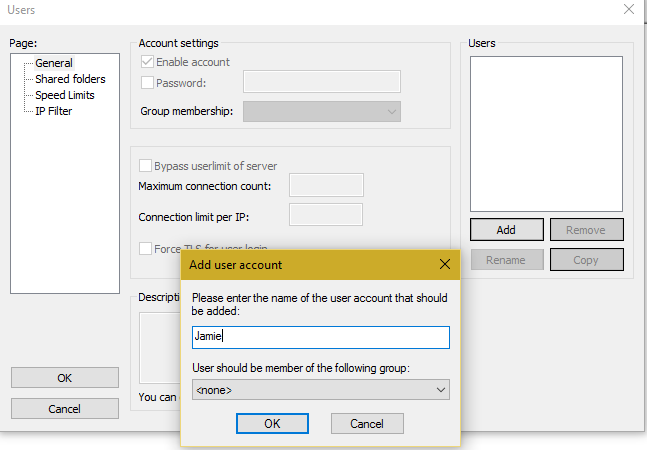 Users
Page:
General
Shared folders
Speed Limits
IP Filter
OK
Cancel
Account settings
Enable account
Password:
Group membership:
Bypass userlimit of server
Maximum connection count:
Connection limit per IP:
Force TLS for user login
Descripti
You can
Users
Add
Remove
Rename
Copy
Add user account
Please enter the name of the user account that should
be added:
Jamie
User should be member of the following group:
<none>
OK
Cancel